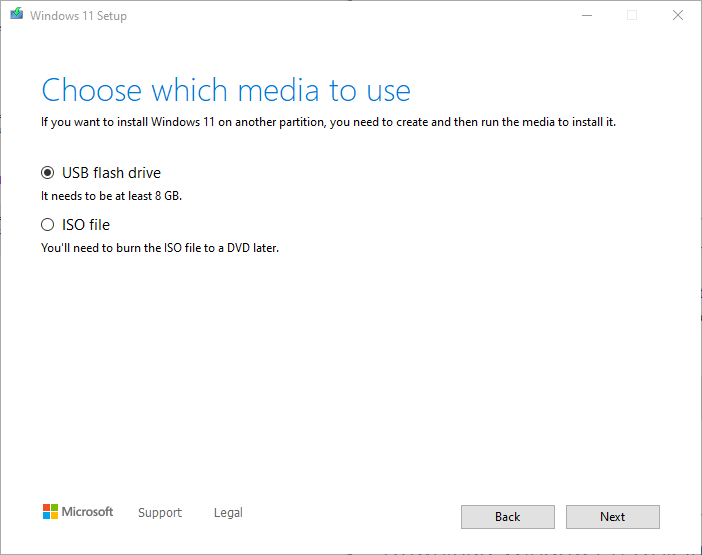 Windows 11 Setup
Choose which media to use
If you want to install Windows 11 on another partition, you need to create and then run the media to install it.
USB flash drive
It needs to be at least 8 GB.
ISO file
You'll need to burn the ISO file to a DVD later.
Microsoft Support Legal Back Next